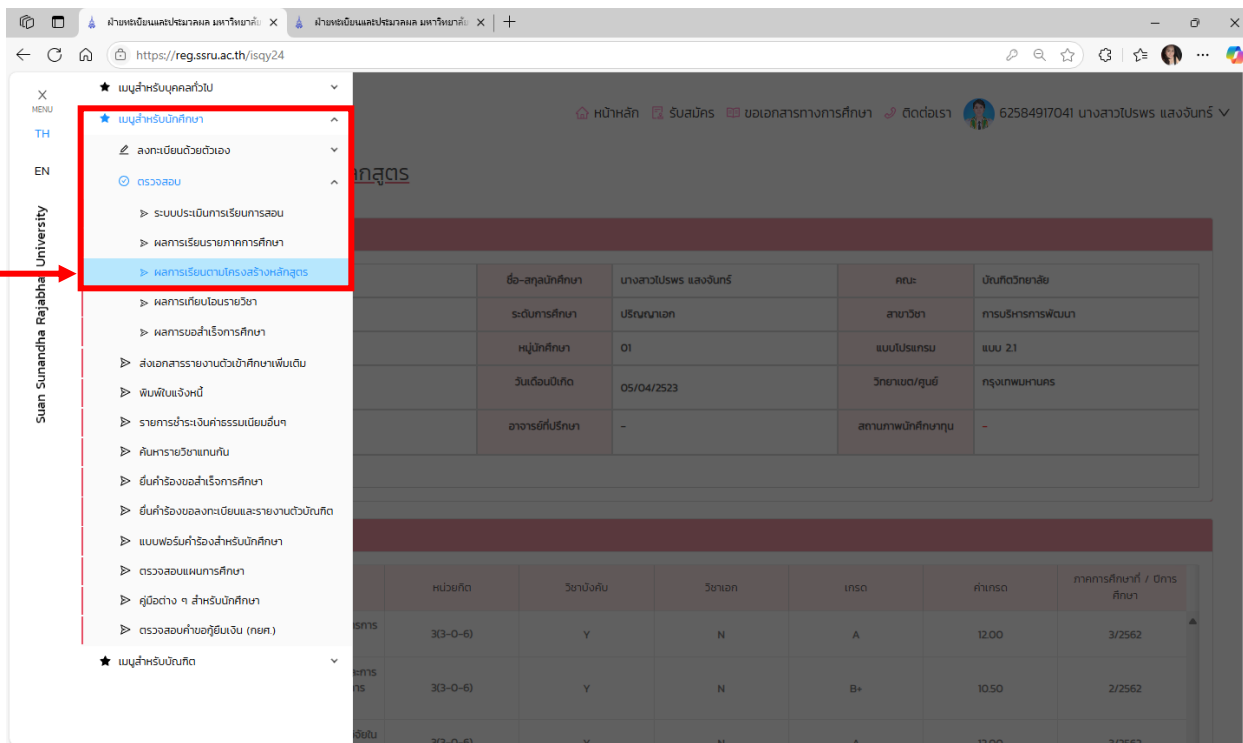 ฝ่ายทะเบียนและประมวลผล มหาวิทยาลัย
ฝ่ายทะเบียนและประมวลผล มหาวิทยาลัย
https://reg.ssru.ac.th/isqy24
MENU
TH
EN
Suan Sunandha Rajabhat University
เมนูสำหรับบุคคลทั่วไป
เมนูสำหรับนักศึกษา
ลงทะเบียนด้วยตัวเอง
ตรวจสอบ
ระบบประเมินการเรียนการสอน
ผลการเรียนรายภาคการศึกษา
ผลการเรียนตามโครงสร้างหลักสูตร
ผลการเทียบโอนรายวิชา
ผลการขอสำเร็จการศึกษา
ส่งเอกสารรายงานตัวเข้าศึกษาเพิ่มเติม
พิมพ์ใบแจ้งหนี้
รายการชำระเงินค่าธรรมเนียมอื่นๆ
ค้นหารายวิชาแทนกัน
ยื่นคำร้องขอสำเร็จการศึกษา
ยื่นคำร้องขอลงทะเบียนและรายงานตัวบัณฑิต
แบบฟอร์มคำร้องสำหรับนักศึกษา
ตรวจสอบแผนการศึกษา
คู่มือต่าง ๆ สำหรับนักศึกษา
ตรวจสอบคำขอกู้ยืมเงิน (กยศ.)
เมนูสำหรับบัณฑิต
หน้าหลัก รับสมัคร ขอเอกสารทางการศึกษา ติดต่อเรา 62584917041 นางสาวไปรพร แสงจันทร์
กสูตร
ชื่อ-สกุลนักศึกษา นางสาวไปรพร แสงจันทร์ คณะ บัณฑิตวิทยาลัย
ระดับการศึกษา ปริญญาเอก สาขาวิชา การบริหารการพัฒนา
หมู่นักศึกษา 01 แบบโปรแกรม แบบ 2.1
วันเดือนปีเกิด 05/04/2523 วิทยาเขต/ศูนย์ กรุงเทพมหานคร
อาจารย์ที่ปรึกษา - สถานภาพนักศึกษาทุน -
หน่วยกิต วิชาบังคับ วิชาเอก เกรด ค่าเกรด ภาคการศึกษาที่ / ปีการ
ศึกษา
3(3-0-6) Y N A 12.00 3/2562
3(3-0-6) Y N B+ 10.50 2/2562